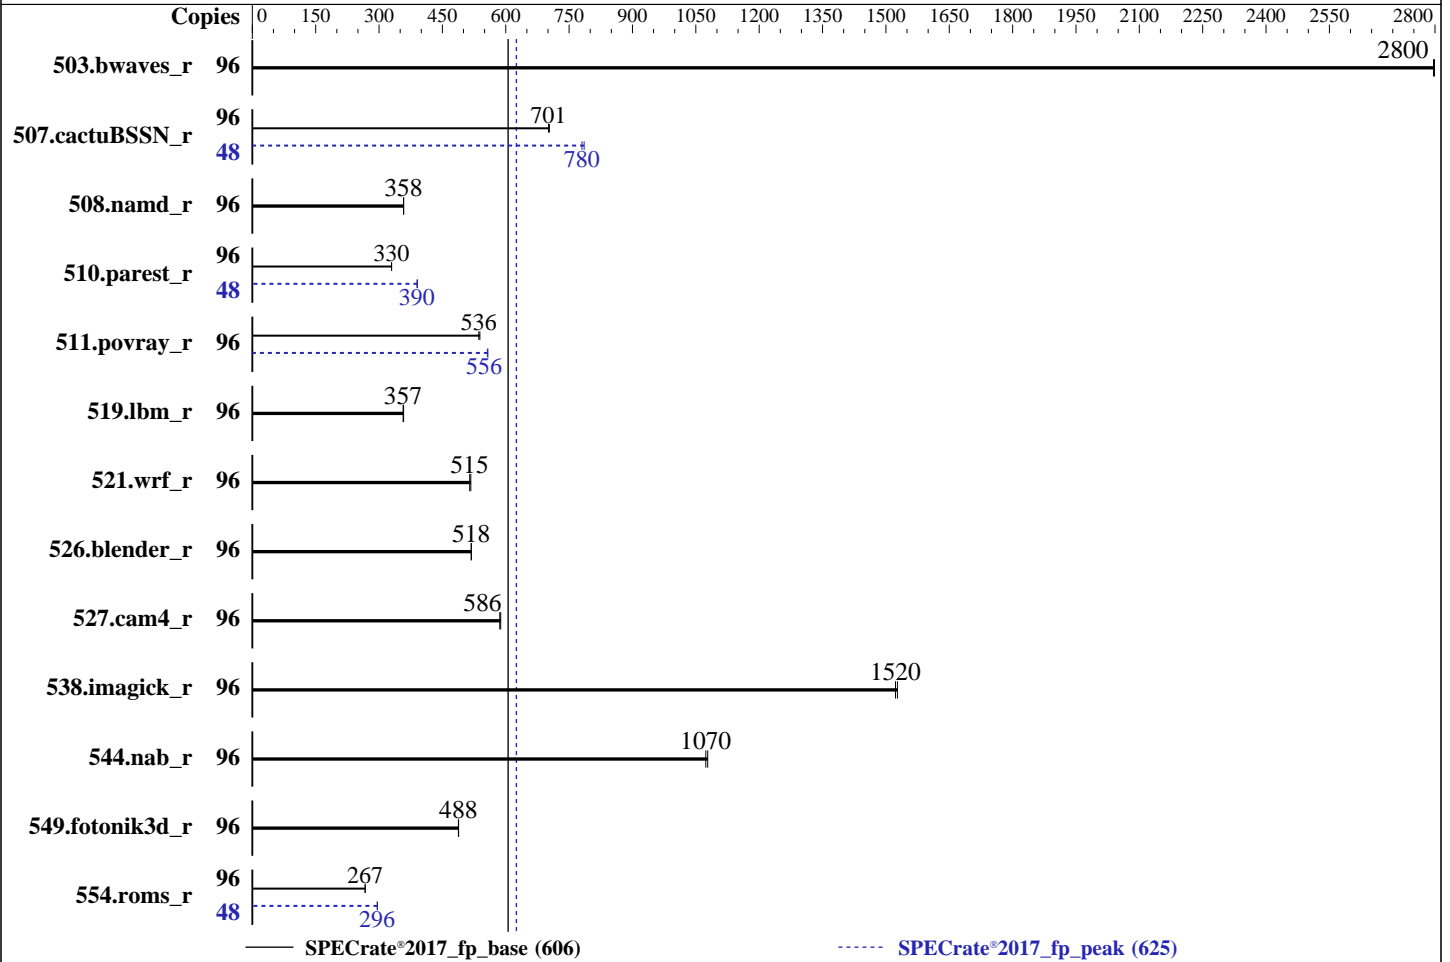 Copies 0 150 300 450 600 750 900 1050 1200 1350 1500 1650 1800 1950 2100 2250 2400 2550 2800
503.bwaves_r 96 2800
507.cactuBSSN_r 96 701
48 780
508.namd_r 96 358
510.parest_r 96 330
48 390
511.povray_r 96 536
556
519.lbm_r 96 357
521.wrf_r 96 515
526.blender_r 96 518
527.cam4_r 96 586
538.imagick_r 96 1520
544.nab_r 96 1070
549.fotonik3d_r 96 488
554.roms_r 96 267
48 296
SPECrate®2017_fp_base (606) SPECrate®2017_fp_peak (625)